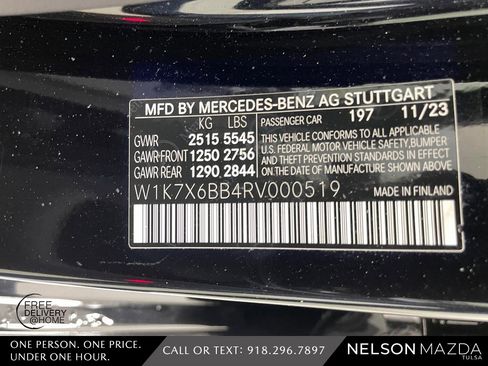 MFD BY MERCEDES-BENZ AG STUTTGART
KG LBS
PASSENGER CAR 197 11/23
GVWR 2515 5545
GAWR-FRONT 1250 2756
GAWR REAR 1290 2844
THIS VEHICLE CONFORMS TO ALL
APPLICABLE U.S. FEDERAL
MOTOR VEHICLE SAFETY, BUMPER
AND THEFT PREVENTION STANDARDS
IN EFFECT ON THE DATE OF
MANUFACTURE SHOWN ABOVE.
W1K7X6BB4RV000519
MADE IN FINLAND
FREE
DELIVERY
@HOME
ONE PERSON. ONE PRICE.
UNDER ONE HOUR.
CALL OR TEXT: 918.296.7897
NELSON MAZDA
TULSA